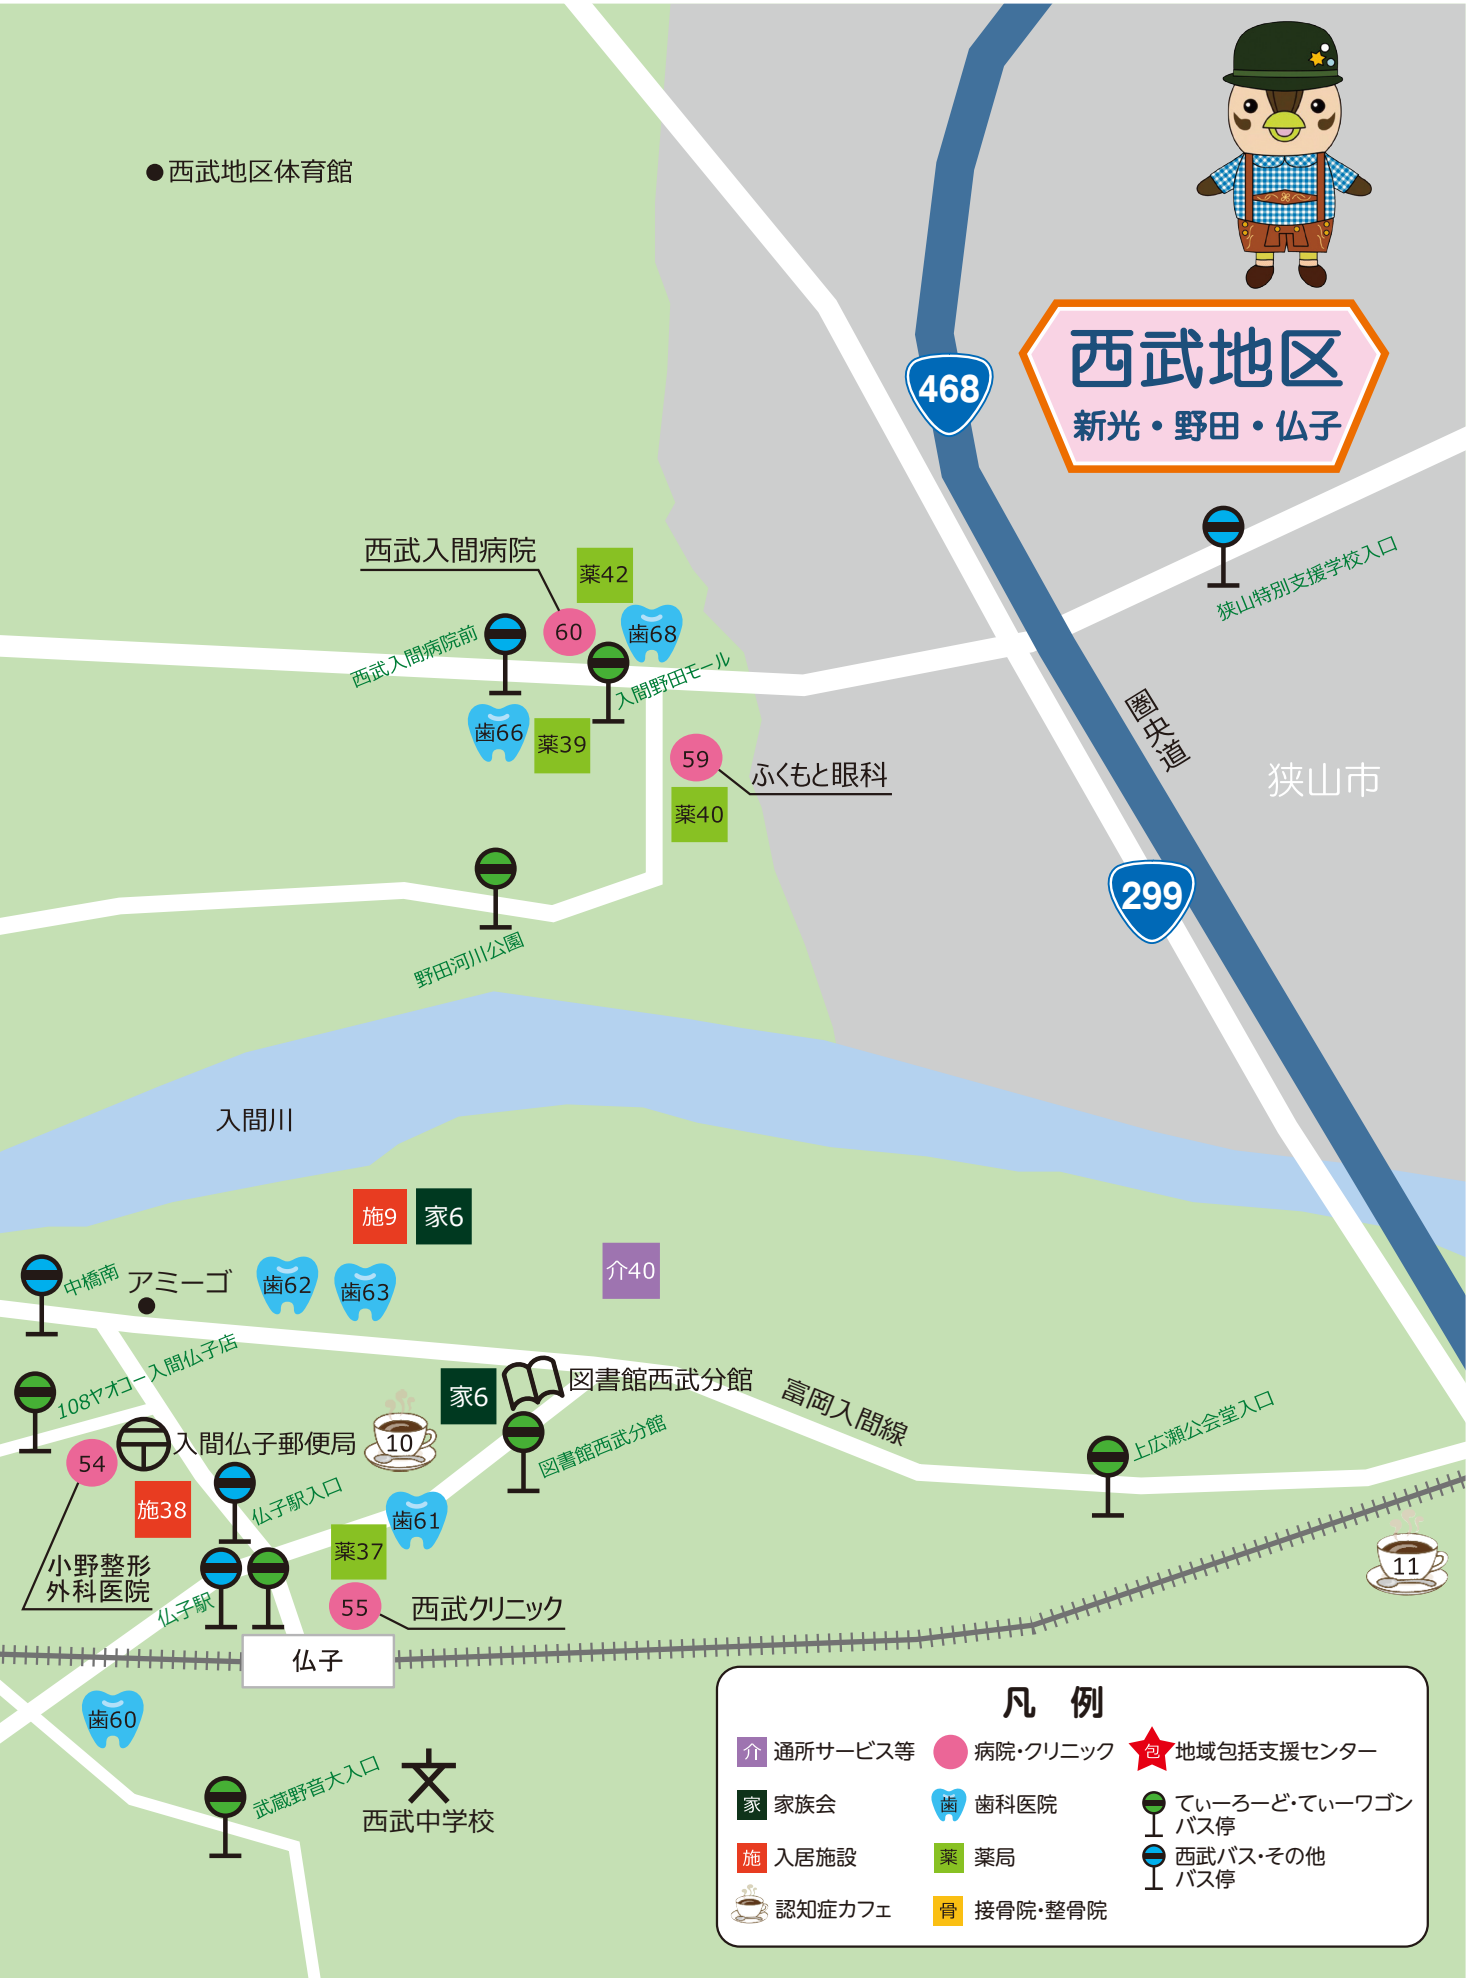 西武地区体育館
西武地区
新光・野田・仏子
468
狭山特別支援学校入口
西武入間病院
薬42
60
歯68
西武入間病院前
入間野田モール
歯66
薬39
59
ふくもと眼科
薬40
圏央道
狭山市
299
野田河川公園
入間川
施9
家6
介40
中橋南
アミーゴ
歯62
歯63
108ヤオコー入間仏子店
家6
図書館西武分館
富岡入間線
図書館西武分館
上広瀬公会堂入口
入間仏子郵便局
10
54
施38
仏子駅入口
歯61
薬37
小野整形
外科医院
仏子駅
55
西武クリニック
11
仏子
歯60
武蔵野音大入口
文
西武中学校
凡 例
介 通所サービス等
病院・クリニック
包 地域包括支援センター
家 家族会
歯 歯科医院
てぃーろーど・てぃーワゴン
バス停
施 入居施設
薬 薬局
西武バス・その他
バス停
認知症カフェ
骨 接骨院・整骨院